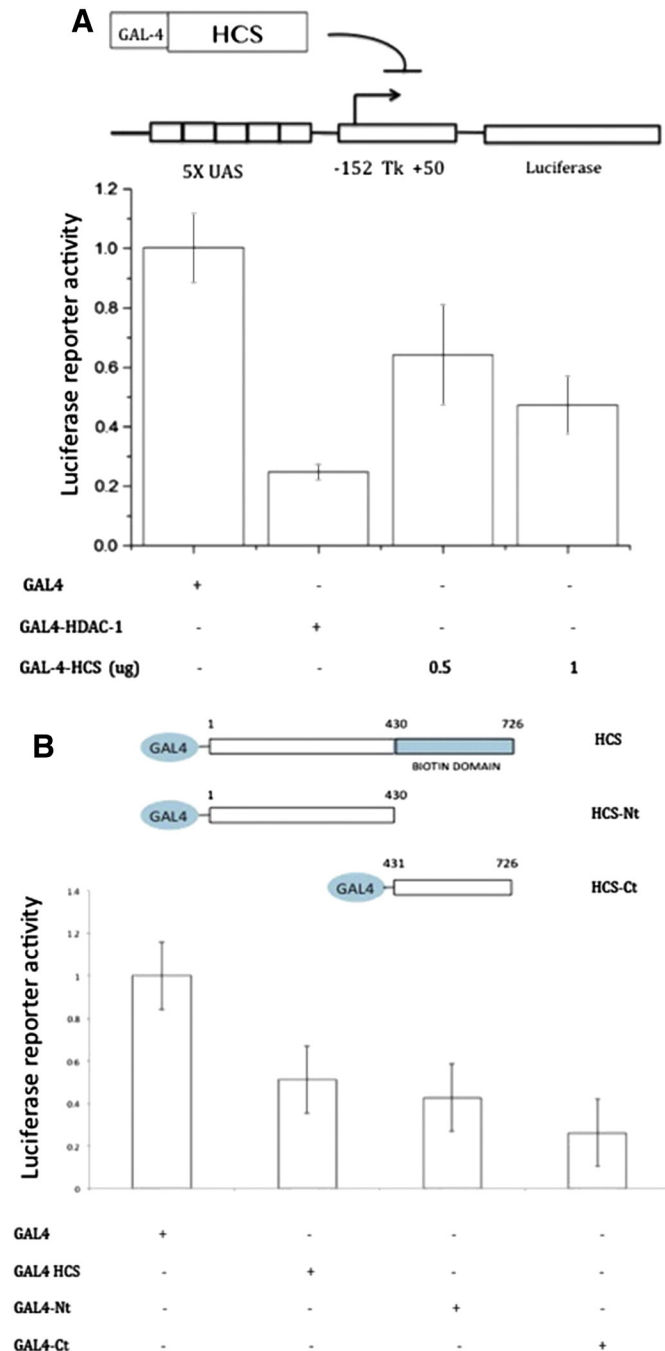 A
GAL-4 HCS
5X UAS -152 Tk +50 Luciferase
Luciferase reporter activity
1.2
1.0
0.8
0.6
0.4
0.2
0.0
GAL4 + - - -
GAL4-HDAC-1 - + - -
GAL-4-HCS (ug) - - 0.5 1
B
1 430 726
GAL4 HCS
BIOTIN DOMAIN
1 430
GAL4 HCS-Nt
431 726
GAL4 HCS-Ct
Luciferase reporter activity
1.4
1.2
1
0.8
0.6
0.4
0.2
0
GAL4 + - - -
GAL4 HCS - + - -
GAL4-Nt - - + -
GAL4-Ct - - - +